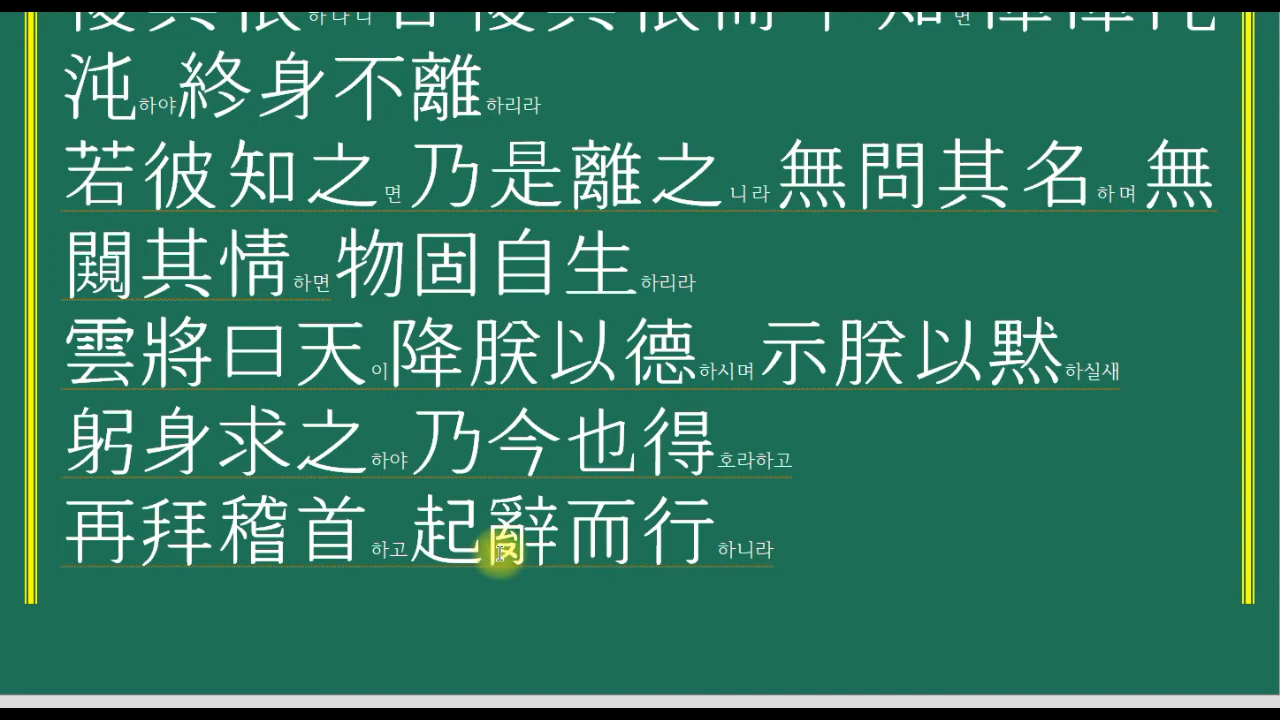 沌하야終身不離하리라
若彼知之면乃是離之니라無問其名하며無
闚其情하면物固自生하리라
雲將曰天이降朕以德하시며示朕以黙하실새
躬身求之하야乃今也得호라하고
再拜稽首하고起辭而行하니라